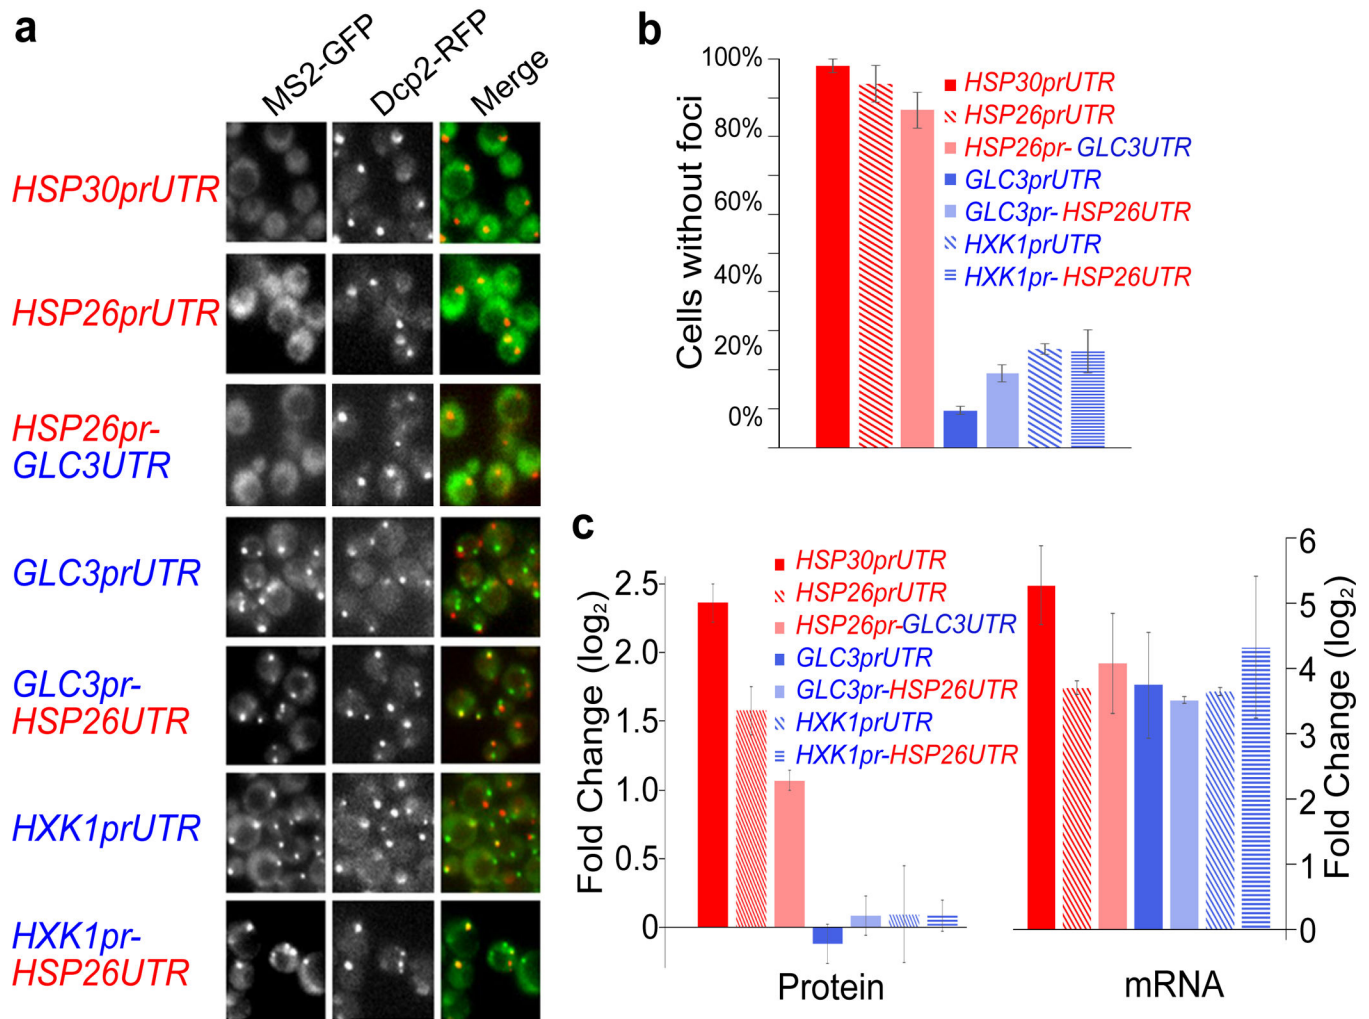 a
MS2-GFP
Dcp2-RFP
Merge
HSP30prUTR
HSP26prUTR
HSP26pr-
GLC3UTR
GLC3prUTR
GLC3pr-
HSP26UTR
HXK1prUTR
HXK1pr-
HSP26UTR
b
Cells without foci
100%
80%
60%
40%
20%
0%
HSP30prUTR
HSP26prUTR
HSP26pr-GLC3UTR
GLC3prUTR
GLC3pr-HSP26UTR
HXK1prUTR
HXK1pr-HSP26UTR
c
Fold Change (log₂)
2.5
2.0
1.5
1.0
0.5
0
HSP30prUTR
HSP26prUTR
HSP26pr-GLC3UTR
GLC3prUTR
GLC3pr-HSP26UTR
HXK1prUTR
HXK1pr-HSP26UTR
Protein
mRNA
6
5
4
3
2
1
0
Fold Change (log₂)